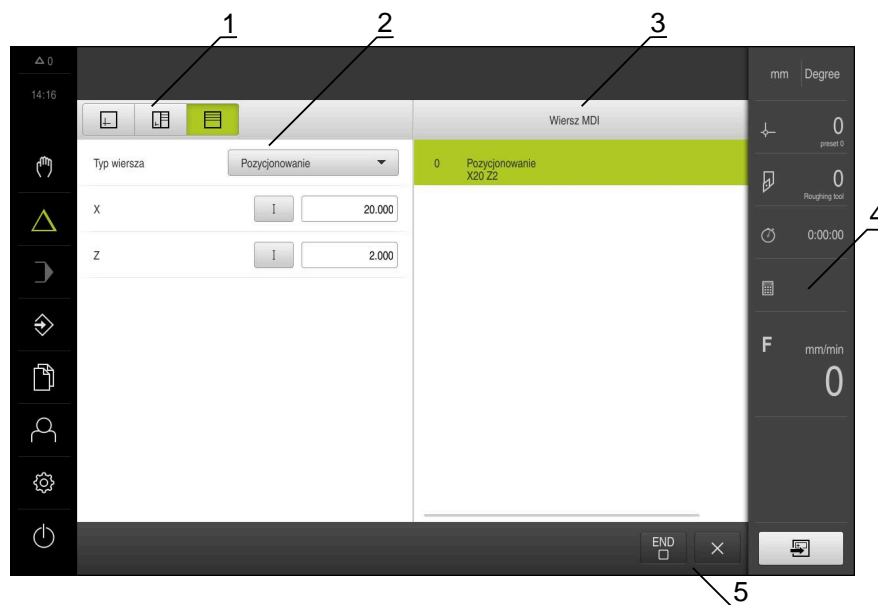 1
2
3
0
14:16
mm Degree
Wiersz MDI
0
preset 0
Typ wiersza
Pozycjonowanie
0 Pozycjonowanie
X20 Z2
0
Roughing tool
X
I
20.000
4
0:00:00
Z
I
2.000
F mm/min
0
END
5